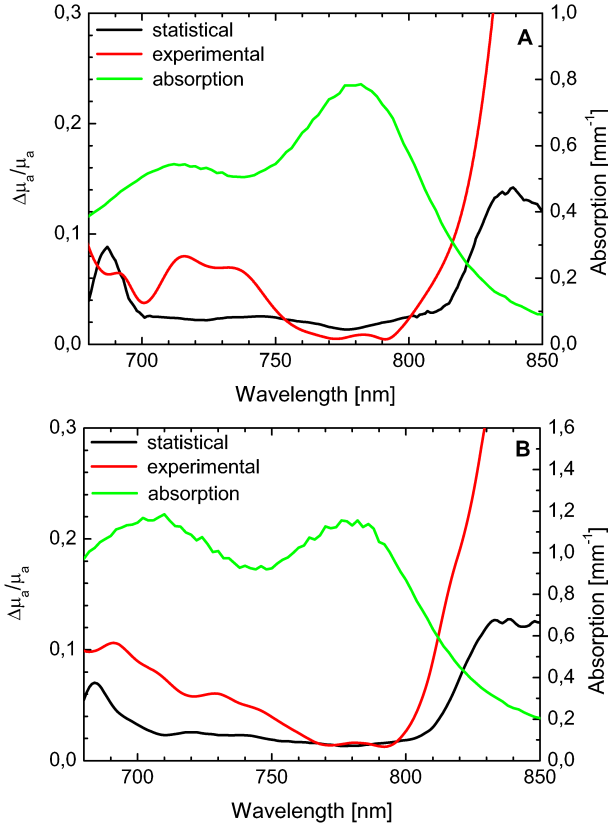 0,3
1,0
statistical
A
experimental
absorption
0,8
0,2
0,6
Δμa/μa
Absorption [mm-1]
0,4
0,1
0,2
0,0
0,0
700
750
800
850
Wavelength [nm]
0,3
1,6
statistical
B
experimental
1,4
absorption
1,2
0,2
1,0
Δμa/μa
Absorption [mm-1]
0,8
0,6
0,1
0,4
0,2
0,0
0,0
700
750
800
850
Wavelength [nm]